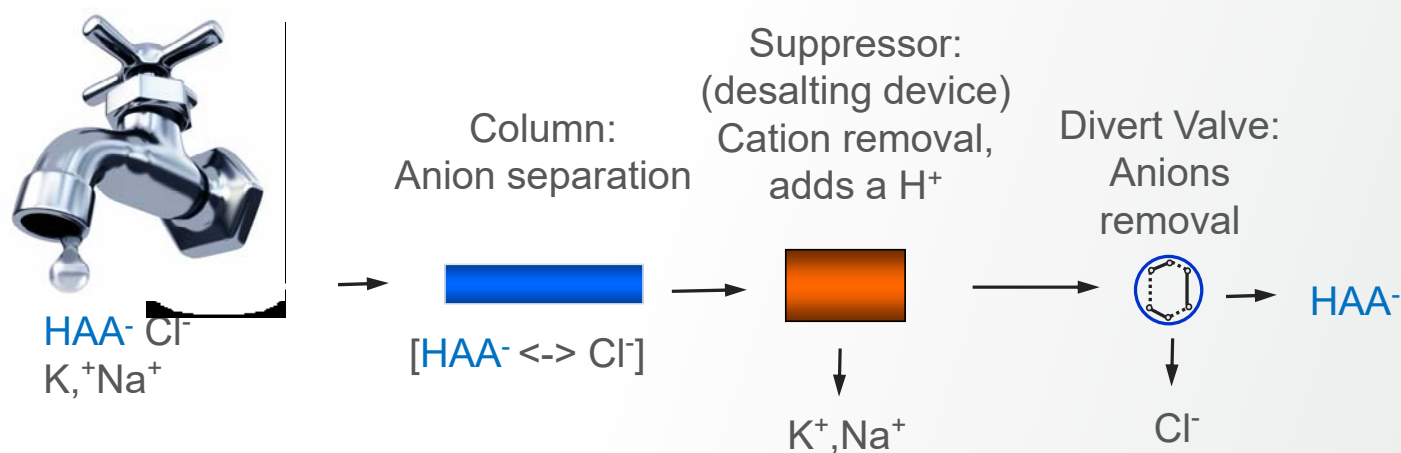 HAA⁻ Cl⁻
K,⁺Na⁺
Column:
Anion separation
[HAA⁻ <-> Cl⁻]
Suppressor:
(desalting device)
Cation removal,
adds a H⁺
K⁺,Na⁺
Divert Valve:
Anions
removal
HAA⁻
Cl⁻